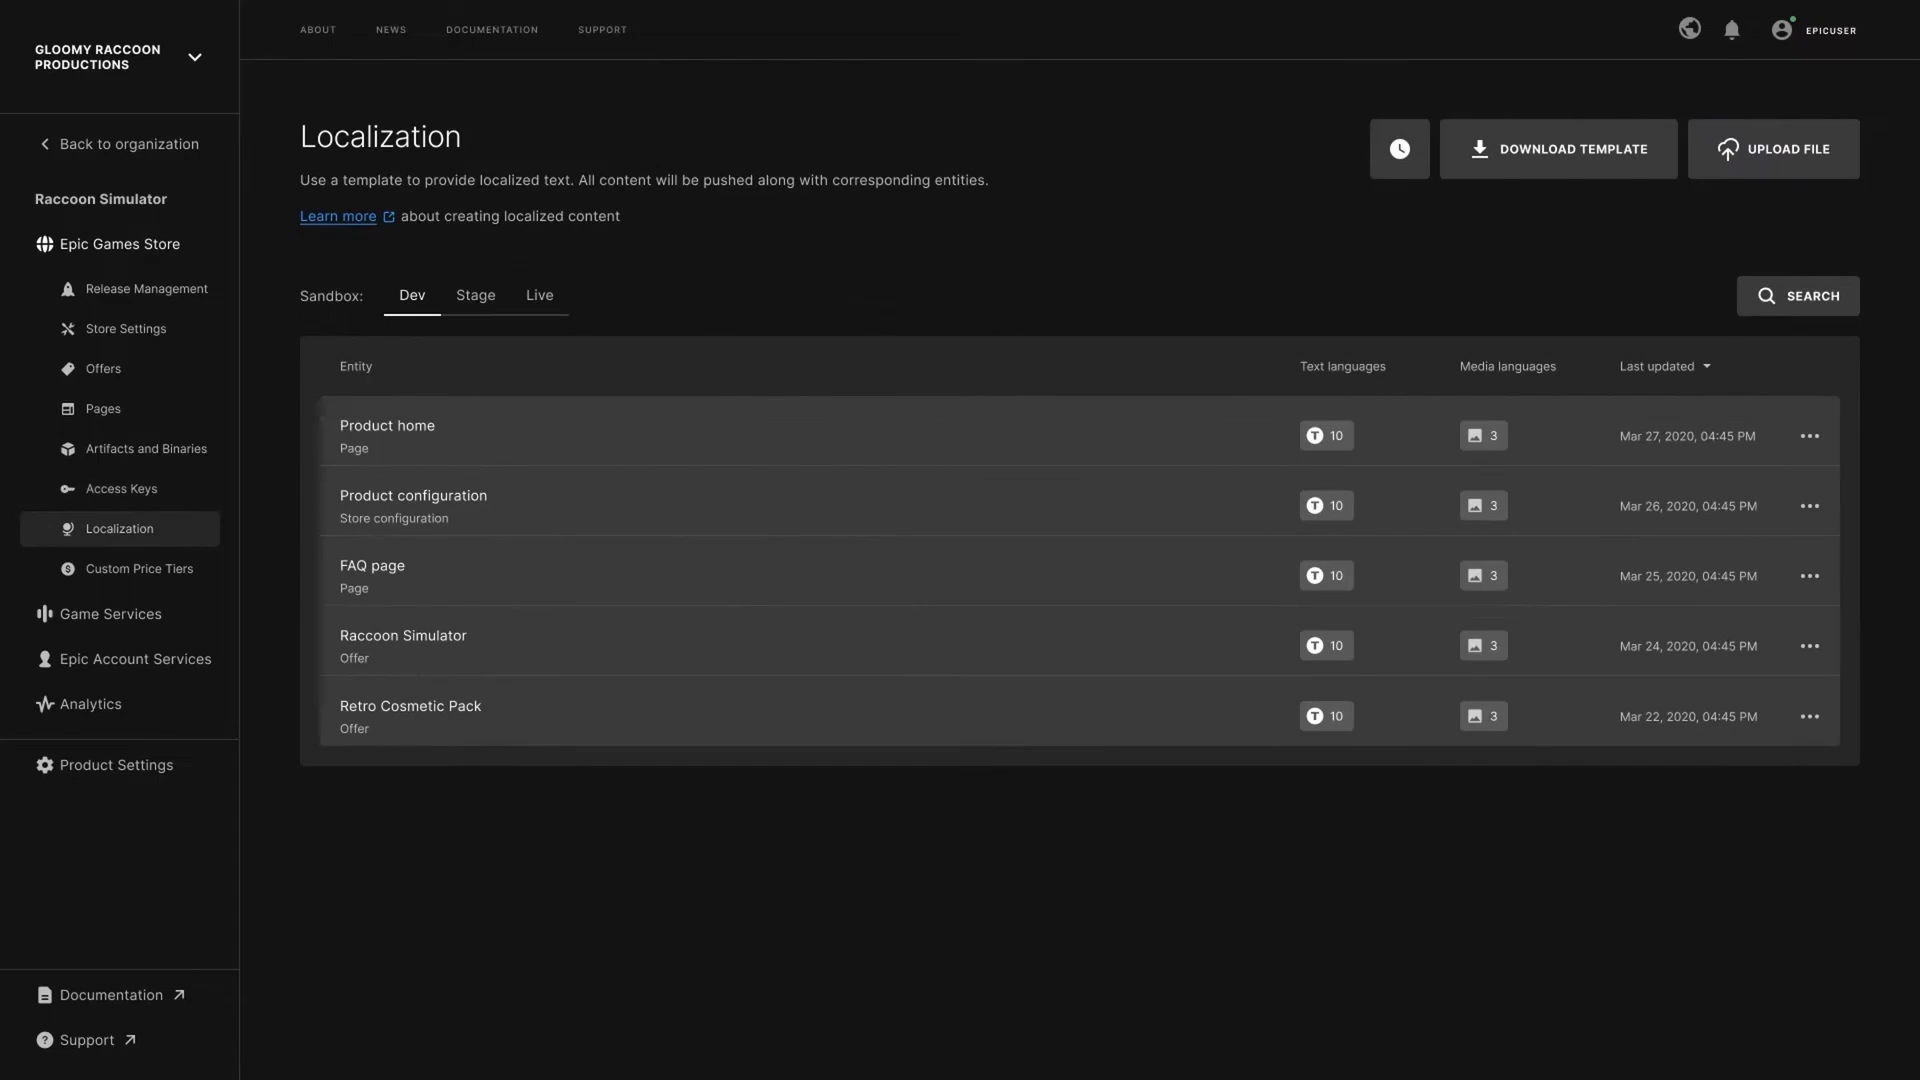 GLOOMY RACCOON
PRODUCTIONS
ABOUT NEWS DOCUMENTATION SUPPORT
EPICUSER
Back to organization
Raccoon Simulator
Epic Games Store
Release Management
Store Settings
Offers
Pages
Artifacts and Binaries
Access Keys
Localization
Custom Price Tiers
Game Services
Epic Account Services
Analytics
Product Settings
Documentation
Support
Localization
Use a template to provide localized text. All content will be pushed along with corresponding entities.
Learn more about creating localized content
DOWNLOAD TEMPLATE
UPLOAD FILE
Sandbox: Dev Stage Live
SEARCH
Entity Text languages Media languages Last updated
Product home
Page
T 10 3 Mar 27, 2020, 04:45 PM
Product configuration
Store configuration
T 10 3 Mar 26, 2020, 04:45 PM
FAQ page
Page
T 10 3 Mar 25, 2020, 04:45 PM
Raccoon Simulator
Offer
T 10 3 Mar 24, 2020, 04:45 PM
Retro Cosmetic Pack
Offer
T 10 3 Mar 22, 2020, 04:45 PM